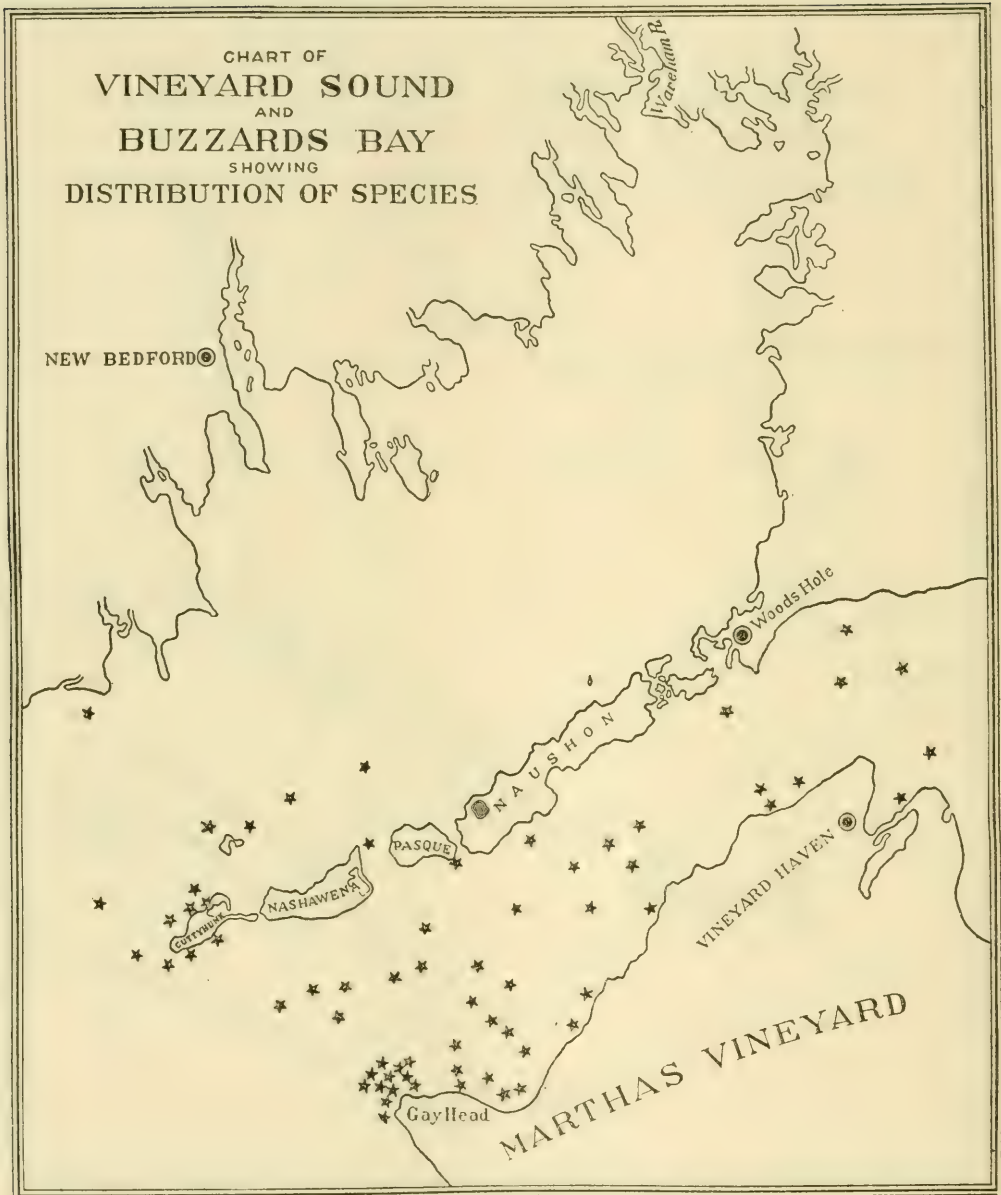 CHART OF
VINEYARD SOUND
AND
BUZZARDS BAY
SHOWING
DISTRIBUTION OF SPECIES
Wareham R
NEW BEDFORD
Woods Hole
NAUSHON
PASQUE
NASHAWENA
CUTTYHUNK
VINEYARD HAVEN
MARTHAS VINEYARD
Gay Head